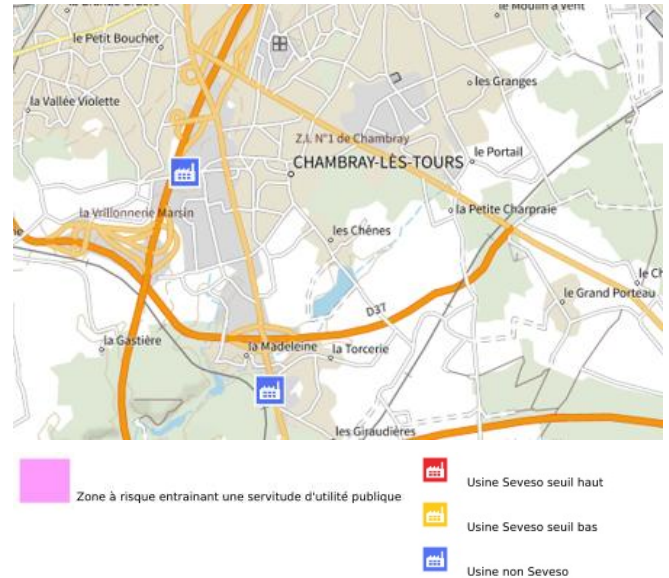 le Moulin à Vent
le Petit Bouchet
les Granges
la Vallée Violette
Z.I. N°1 de Chambray
CHAMBRAY-LÈS-TOURS
le Portail
la Vrillonnerie Marsin
la Petite Charpraie
les Chênes
D37
le Grand Porteau
la Gastière
la Madeleine
la Torcerie
les Giraudières
Zone à risque entrainant une servitude d'utilité publique
Usine Seveso seuil haut
Usine Seveso seuil bas
Usine non Seveso